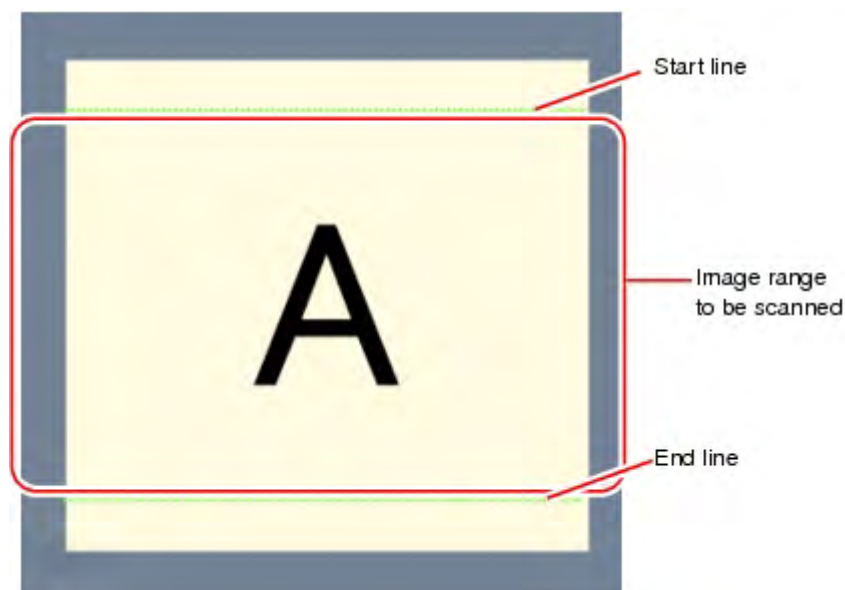 Start line
A
Image range
to be scanned
End line